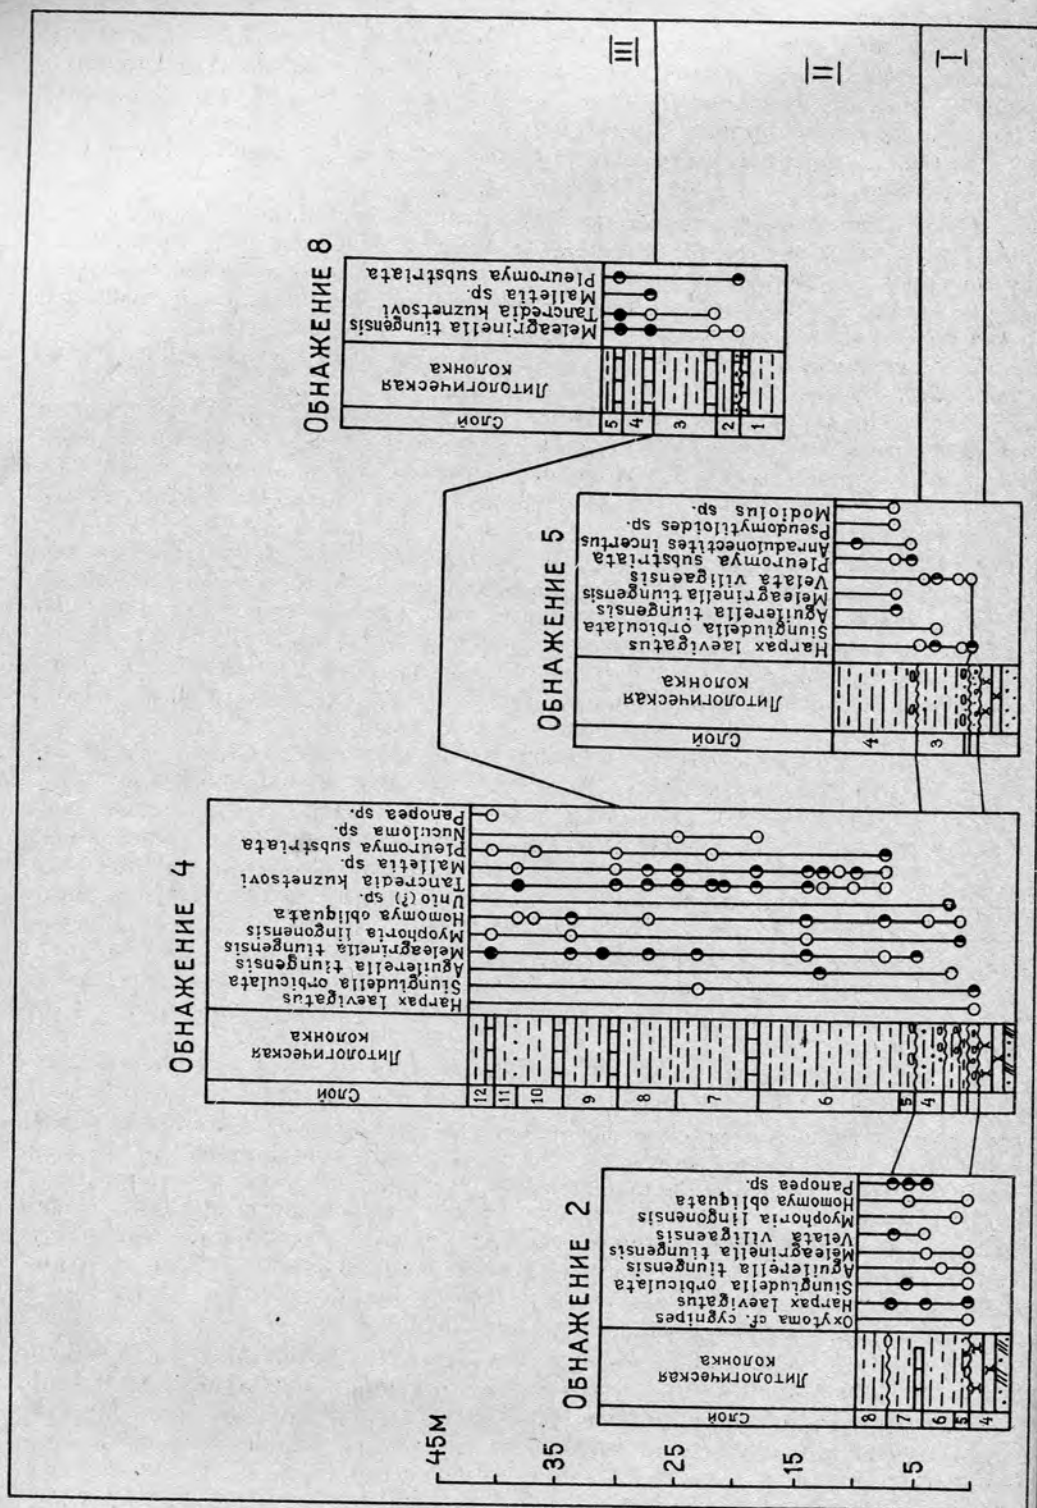 III
II
I
ОБНАЖЕНИЕ 8
Слой
Литологическая
колонка
Meleagrinella tiungensis
Tancredia kuznetsovi
Malletia sp.
Pleuromya substriata
5
4
3
2
1
ОБНАЖЕНИЕ 5
Слой
Литологическая
колонка
Harpax laevigatus
Siungiudella orbiculata
Aguilerella tiungensis
Meleagrinella tiungensis
Velata viligaensis
Pleuromya substriata
Anradulonectites incertus
Pseudomytiloides sp.
Modiolus sp.
4
3
ОБНАЖЕНИЕ 4
Слой
Литологическая
колонка
Harpax laevigatus
Siungiudella orbiculata
Aguilerella tiungensis
Meleagrinella tiungensis
Myophoria lingonensis
Homomya obliquata
Unio (?) sp.
Tancredia kuznetsovi
Malletia sp.
Pleuromya substriata
Nuculoma sp.
Panopea sp.
12
11
10
9
8
7
6
5
4
ОБНАЖЕНИЕ 2
Слой
Литологическая
колонка
Oxytoma cf. cygnipes
Harpax laevigatus
Siungiudella orbiculata
Aguilerella tiungensis
Meleagrinella tiungensis
Velata viligaensis
Myophoria lingonensis
Homomya obliquata
Panopea sp.
8
7
6
5
4
45М
35
25
15
5